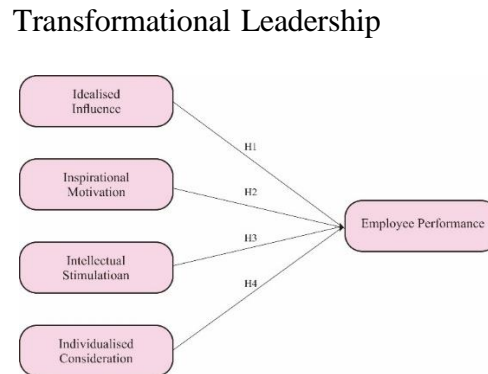 Transformational Leadership
Idealised
Influence
H1
Inspirational
Motivation
H2
Employee Performance
Intellectual
Stimulatioan
H3
H4
Individualised
Consideration